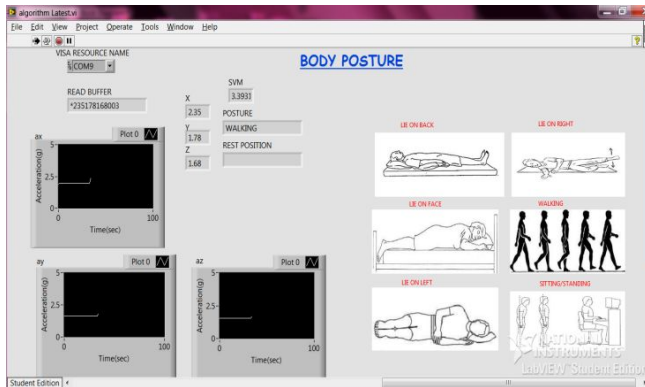 algorithm Latest.vi
File Edit View Project Operate Tools Window Help
VISA RESOURCE NAME
COM9
BODY POSTURE
READ BUFFER
*235178168003
SVM
3.3931
X
2.35
POSTURE
WALKING
Y
1.78
REST POSITION
Z
1.68
ax
Plot 0
Acceleration(g)
5-
2.5-
0-
0
100
Time(sec)
ay
Plot 0
Acceleration(g)
5-
2.5-
0-
0
100
Time(sec)
az
Plot 0
Acceleration(g)
5-
2.5-
0-
0
100
Time(sec)
LIE ON BACK
LIE ON RIGHT
LIE ON FACE
WALKING
LIE ON LEFT
SITTING/STANDING
NATIONAL
INSTRUMENTS
LabVIEW Student Edition
Student Edition